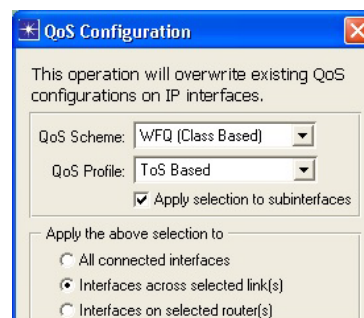 QoS Configuration
This operation will overwrite existing QoS
configurations on IP interfaces.
QoS Scheme: WFQ (Class Based)
QoS Profile: ToS Based
Apply selection to subinterfaces
Apply the above selection to
All connected interfaces
Interfaces across selected link(s)
Interfaces on selected router(s)